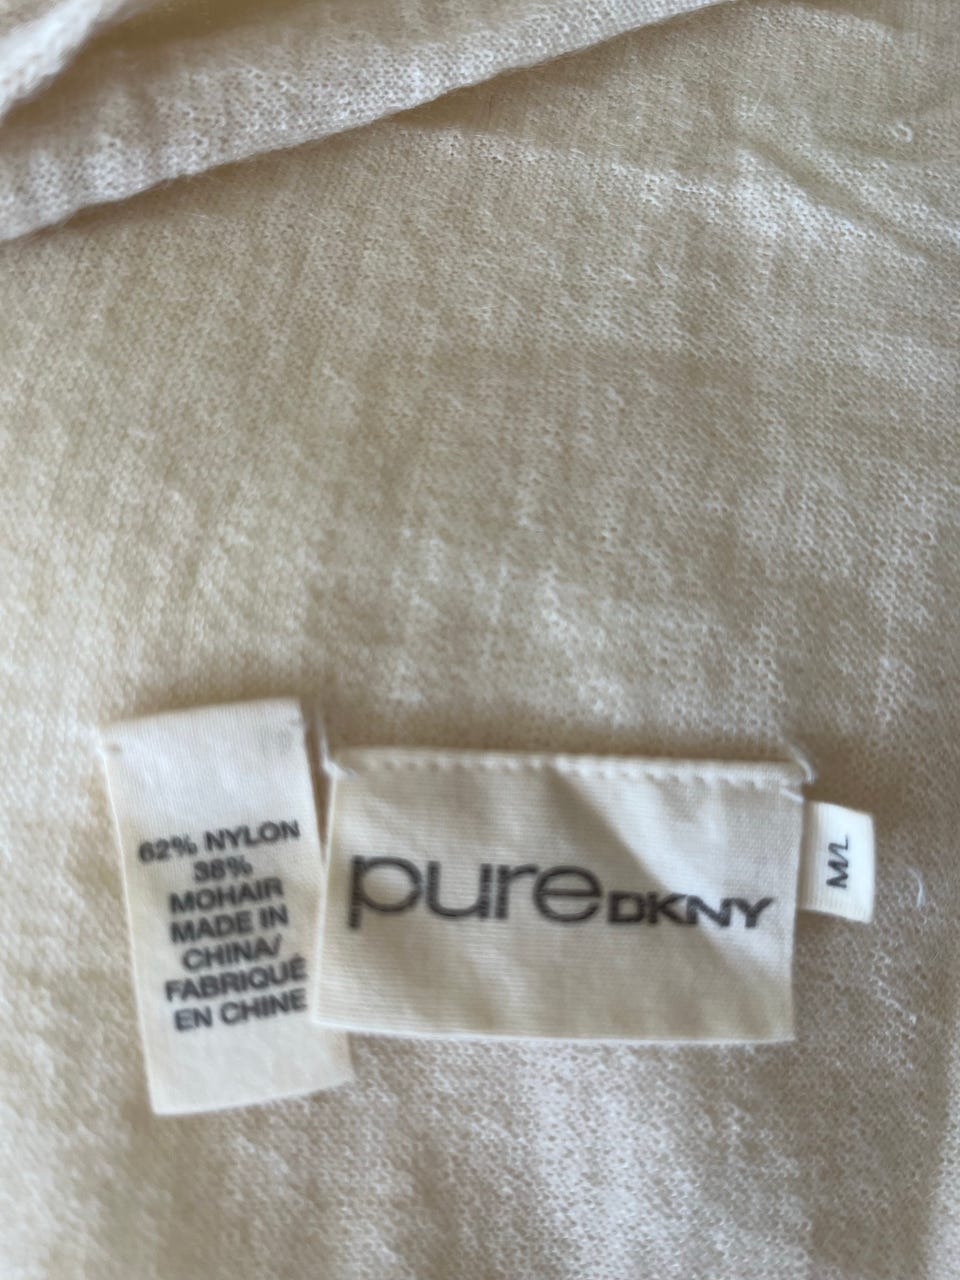 62% NYLON
38%
MOHAIR
MADE IN
CHINA/
FABRIQUÉ
EN CHINE
pureDKNY
M/L